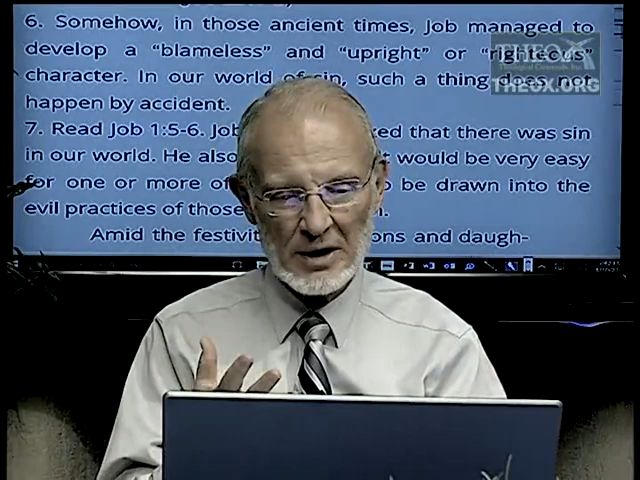 6. Somehow, in those ancient times, Job managed to
develop a “blameless” and “upright” or “righteous”
character. In our world of sin, such a thing does not
happen by accident.
7. Read Job 1:5-6. Job ed that there was sin
in our world. He also would be very easy
for one or more of be drawn into the
evil practices of those
Amid the festivit ons and daugh-
THEOX
THEOX.ORG